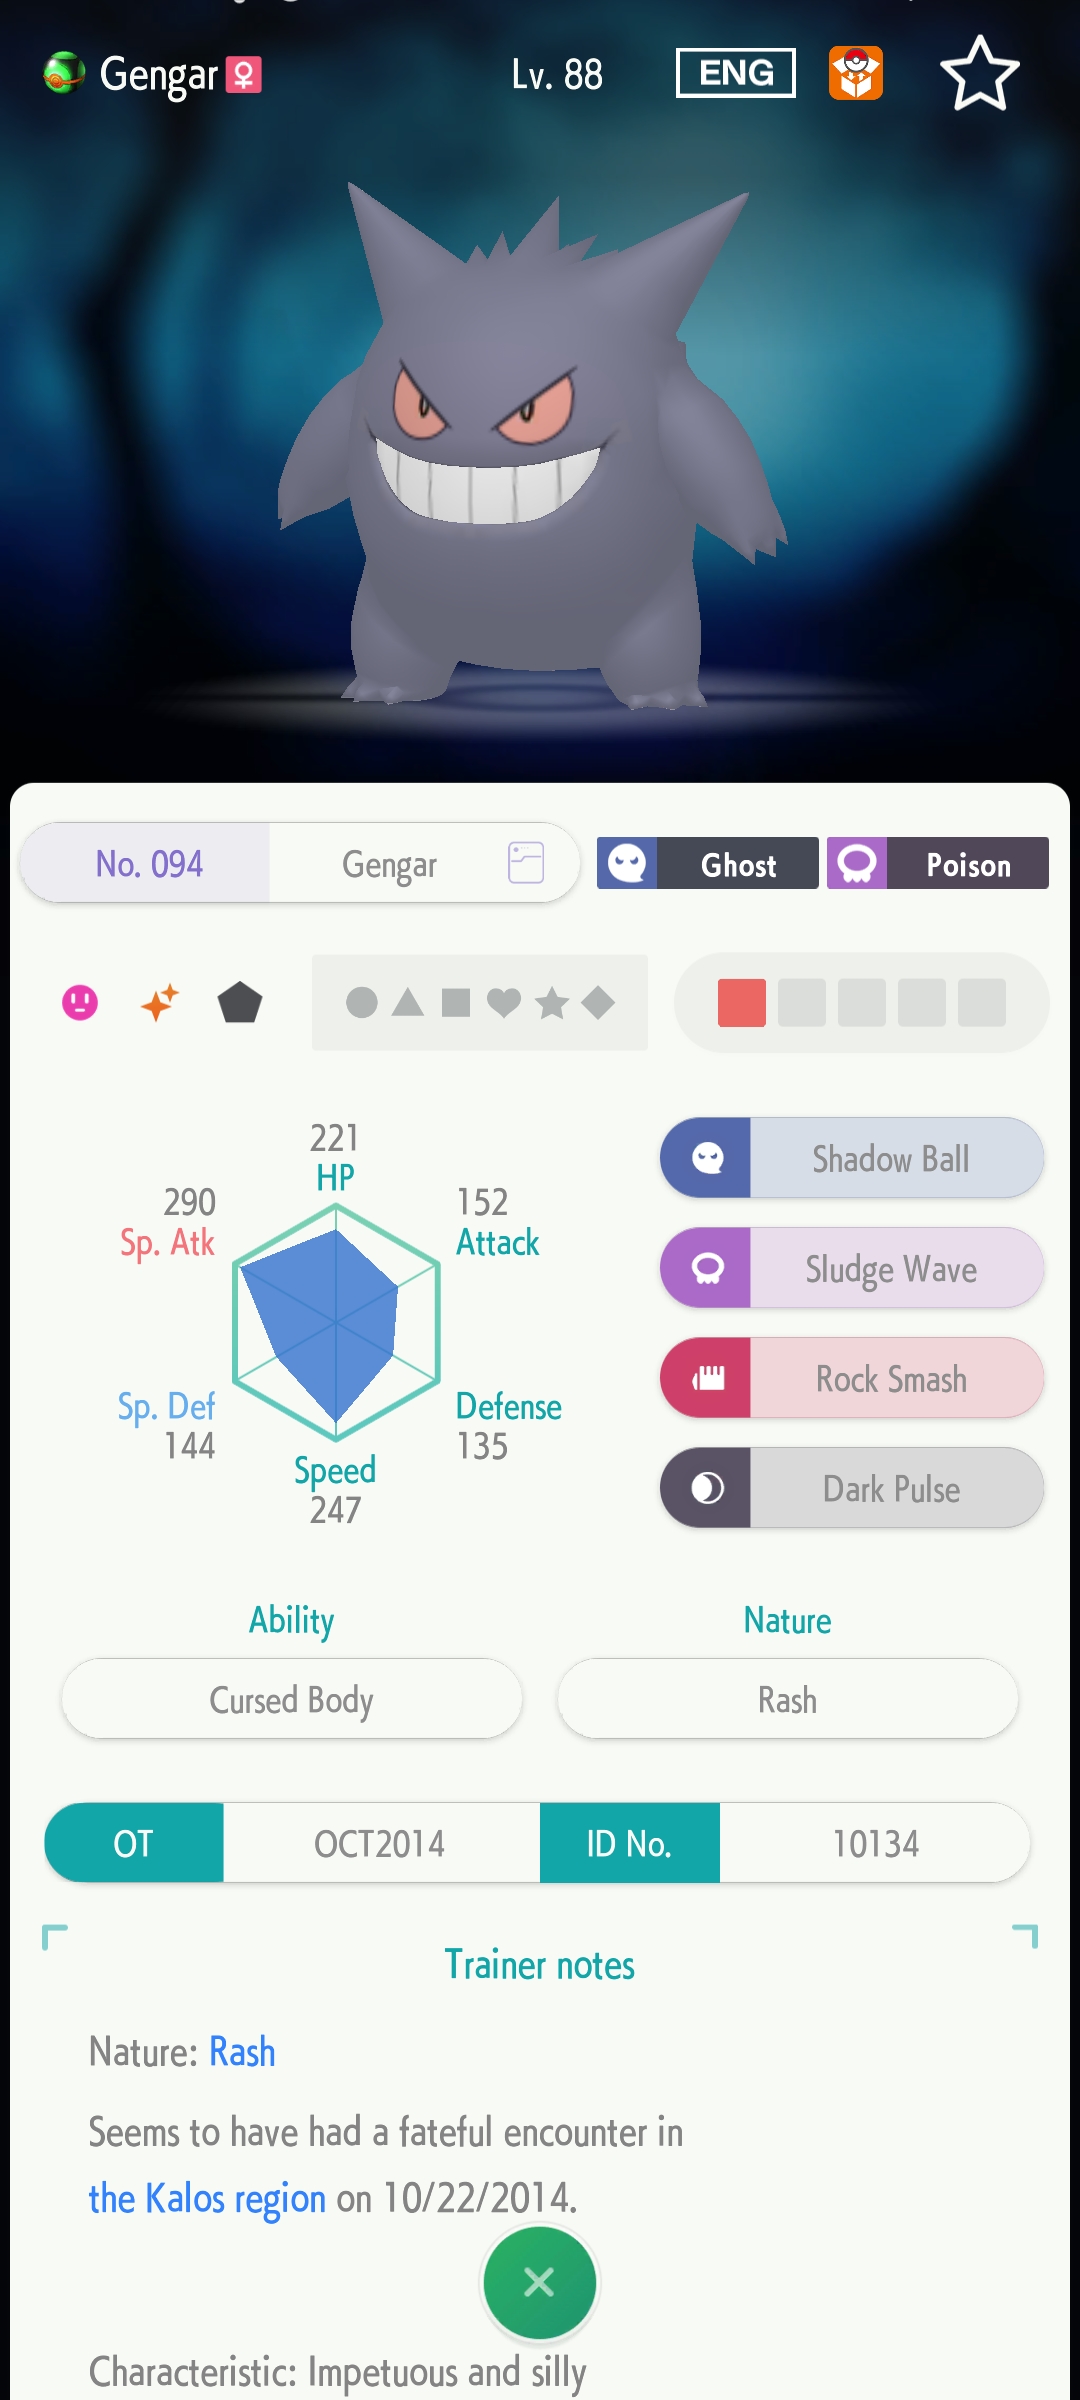 Gengar ♀ Lv. 88 ENG
No. 094 Gengar Ghost Poison
221
HP
290
Sp. Atk
152
Attack
Sp. Def
144
Defense
135
Speed
247
Shadow Ball
Sludge Wave
Rock Smash
Dark Pulse
Ability Nature
Cursed Body Rash
OT OCT2014 ID No. 10134
Trainer notes
Nature: Rash
Seems to have had a fateful encounter in
the Kalos region on 10/22/2014.
Characteristic: Impetuous and silly